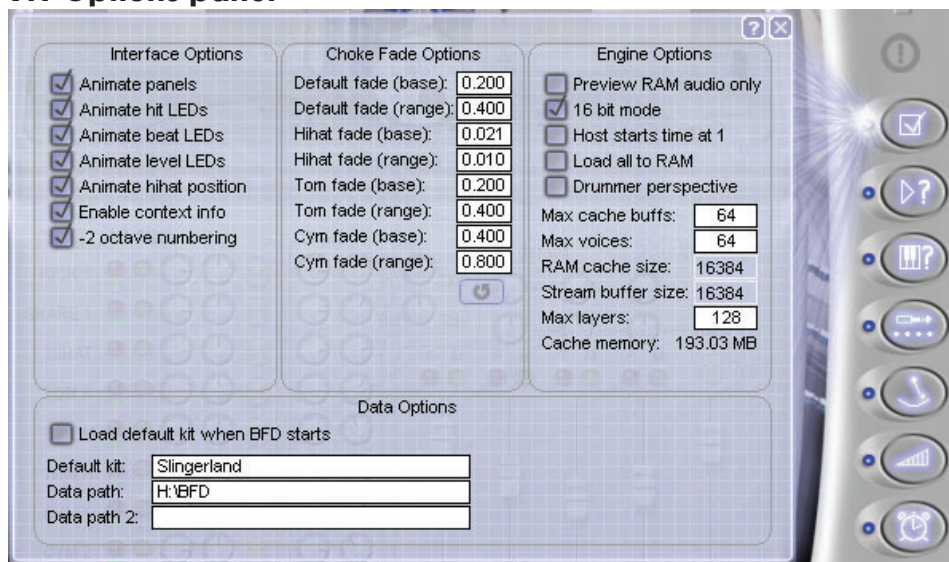 Options panel
Interface Options
Animate panels
Animate hit LEDs
Animate beat LEDs
Animate level LEDs
Animate hihat position
Enable context info
-2 octave numbering
Choke Fade Options
Default fade (base): 0.200
Default fade (range): 0.400
Hihat fade (base): 0.021
Hihat fade (range): 0.010
Tom fade (base): 0.200
Tom fade (range): 0.400
Cym fade (base): 0.400
Cym fade (range): 0.800
? X
Engine Options
Preview RAM audio only
16 bit mode
Host starts time at 1
Load all to RAM
Drummer perspective
Max cache buffs: 64
Max voices: 64
RAM cache size: 16384
Stream buffer size: 16384
Max layers: 128
Cache memory: 193.03 MB
Data Options
Load default kit when BFD starts
Default kit: Slingerland
Data path: H:\BFD
Data path 2:
!
?
?